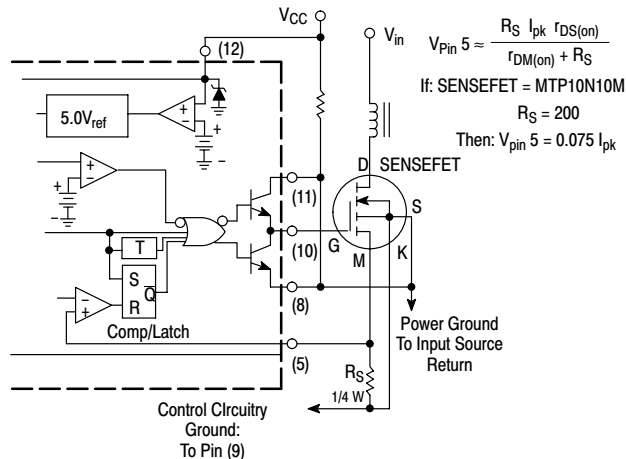 V_CC
V_in
(12)
V_Pin 5 ≈ R_S I_pk r_DS(on)
r_DM(on) + R_S
If: SENSEFET = MTP10N10M
R_S = 200
Then: V_pin 5 = 0.075 I_pk
5.0V_ref
+
–
+
–
D SENSEFET
(11)
S
+
–
+
–
(10)
G
M
K
T
S
Q
R
(8)
–
+
Comp/Latch
Power Ground
To Input Source
Return
(5)
R_S
1/4 W
Control CIrcuitry
Ground:
To Pin (9)